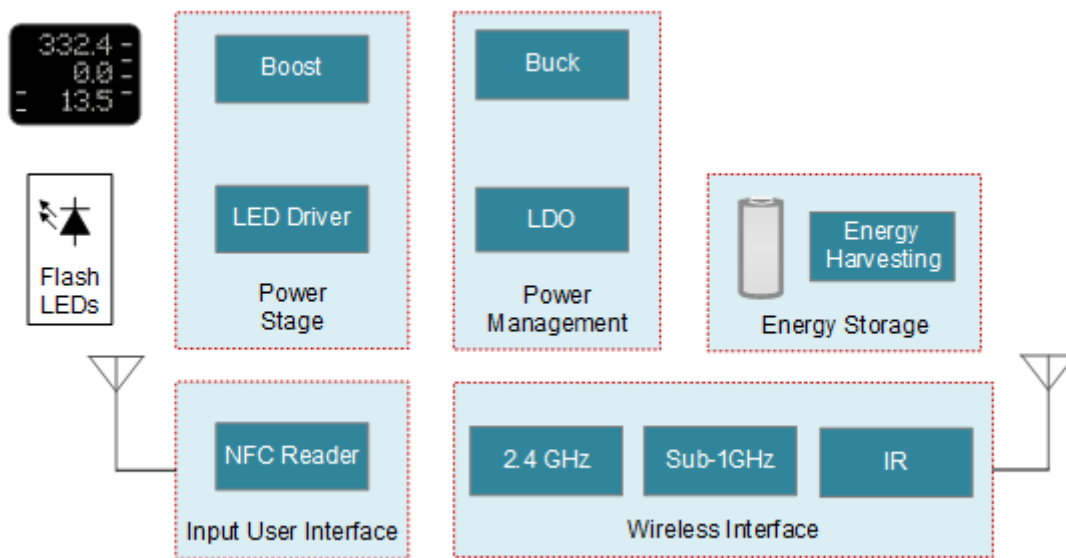 332.4
0.0
13.5
Boost
Buck
Flash
LEDs
LED Driver
Power
Stage
LDO
Power
Management
Energy
Harvesting
Energy Storage
NFC Reader
Input User Interface
2.4 GHz
Sub-1GHz
IR
Wireless Interface